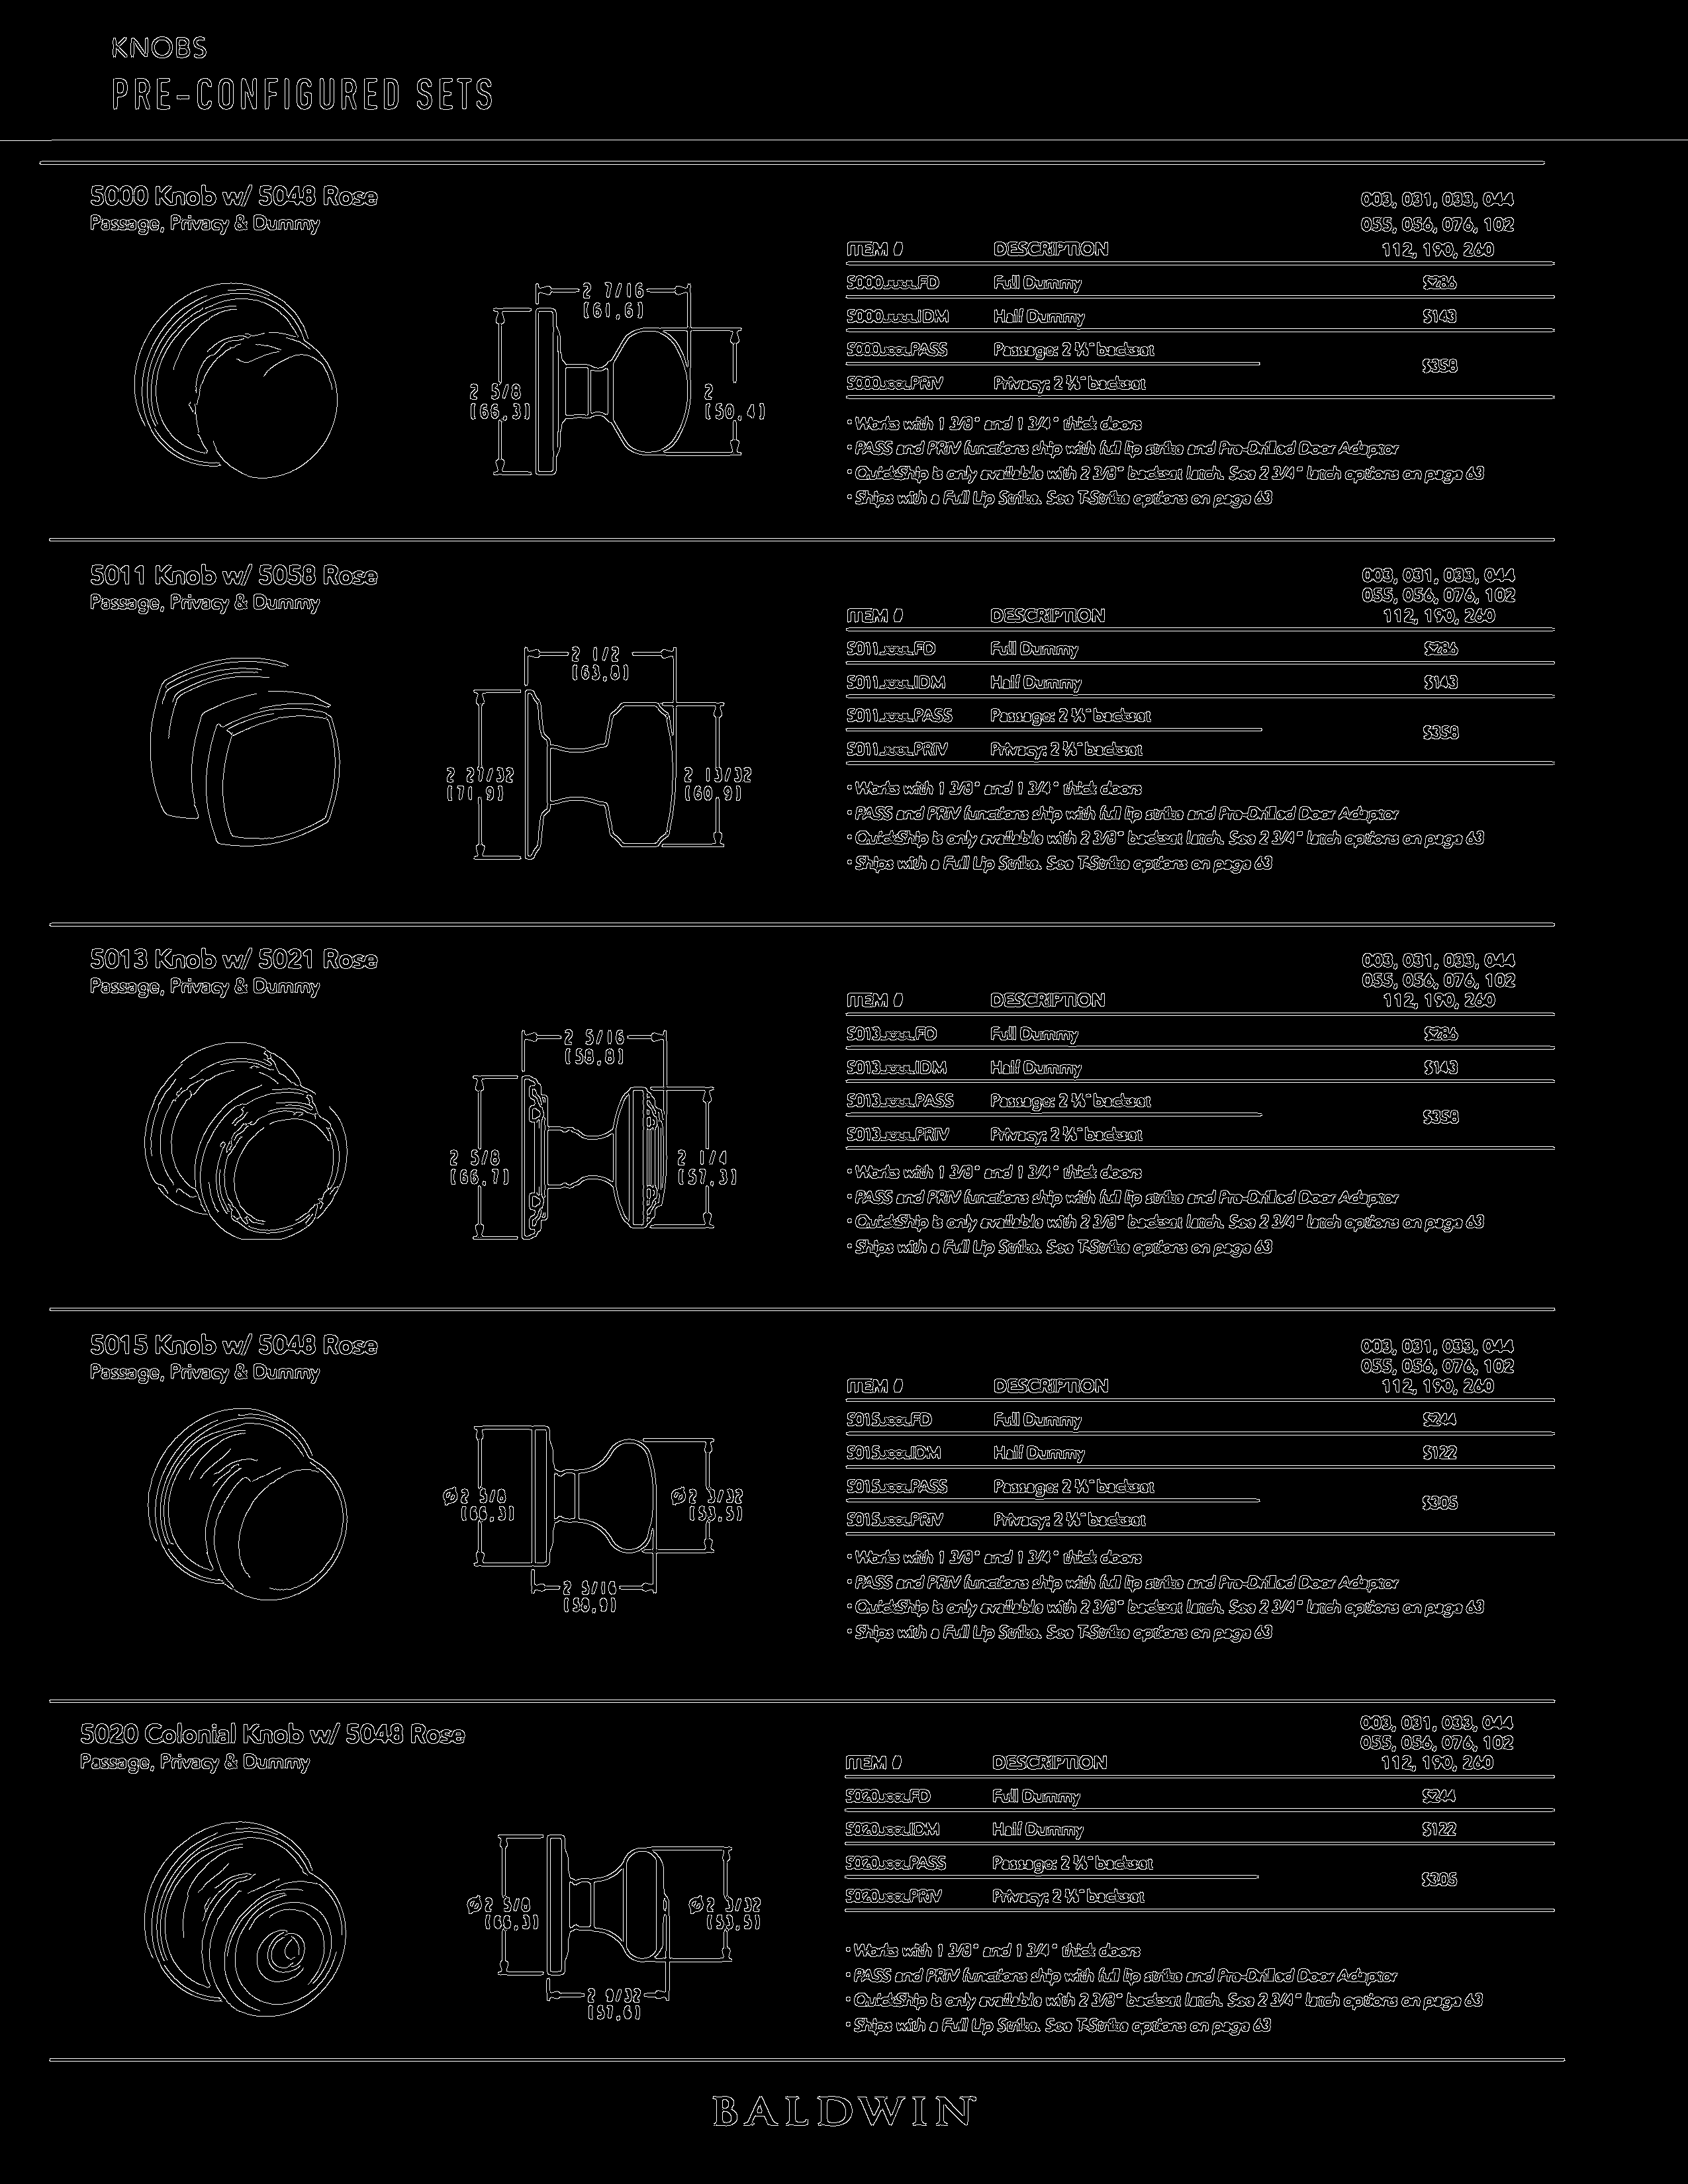 KNOBS
PRE-CONFIGURED SETS
5000 Knob w/ 5048 Rose
Passage, Privacy & Dummy
003, 031, 033, 044
055, 056, 076, 102
ITEM # DESCRIPTION 112, 190, 260
5000.xxx.FD Full Dummy $286
5000.xxx.IDM Half Dummy $143
5000.xxx.PASS Passage: 2 ⅜" backset
$358
5000.xxx.PRIV Privacy: 2 ⅜" backset
2 7/16
[61,6]
2 5/8
[66,3]
2
[50,4]
• Works with 1 3/8" and 1 3/4" thick doors
• PASS and PRIV functions ship with full lip strike and Pre-Drilled Door Adaptor
• QuickShip is only available with 2 3/8" backset latch. See 2 3/4" latch options on page 63
• Ships with a Full Lip Strike. See T-Strike options on page 63
5011 Knob w/ 5058 Rose
Passage, Privacy & Dummy
003, 031, 033, 044
055, 056, 076, 102
ITEM # DESCRIPTION 112, 190, 260
5011.xxx.FD Full Dummy $286
5011.xxx.IDM Half Dummy $143
5011.xxx.PASS Passage: 2 ⅜" backset
$358
5011.xxx.PRIV Privacy: 2 ⅜" backset
2 1/2
[63,8]
2 27/32
[71,9]
2 13/32
[60,9]
• Works with 1 3/8" and 1 3/4" thick doors
• PASS and PRIV functions ship with full lip strike and Pre-Drilled Door Adaptor
• QuickShip is only available with 2 3/8" backset latch. See 2 3/4" latch options on page 63
• Ships with a Full Lip Strike. See T-Strike options on page 63
5013 Knob w/ 5021 Rose
Passage, Privacy & Dummy
003, 031, 033, 044
055, 056, 076, 102
ITEM # DESCRIPTION 112, 190, 260
5013.xxx.FD Full Dummy $286
5013.xxx.IDM Half Dummy $143
5013.xxx.PASS Passage: 2 ⅜" backset
$358
5013.xxx.PRIV Privacy: 2 ⅜" backset
2 5/16
[58,8]
2 5/8
[66,7]
2 1/4
[57,3]
• Works with 1 3/8" and 1 3/4" thick doors
• PASS and PRIV functions ship with full lip strike and Pre-Drilled Door Adaptor
• QuickShip is only available with 2 3/8" backset latch. See 2 3/4" latch options on page 63
• Ships with a Full Lip Strike. See T-Strike options on page 63
5015 Knob w/ 5048 Rose
Passage, Privacy & Dummy
003, 031, 033, 044
055, 056, 076, 102
ITEM # DESCRIPTION 112, 190, 260
5015.xxx.FD Full Dummy $244
5015.xxx.IDM Half Dummy $122
5015.xxx.PASS Passage: 2 ⅜" backset
$305
5015.xxx.PRIV Privacy: 2 ⅜" backset
Ø2 5/8
[66,3]
Ø2 3/32
[53,5]
2 5/16
[58,9]
• Works with 1 3/8" and 1 3/4" thick doors
• PASS and PRIV functions ship with full lip strike and Pre-Drilled Door Adaptor
• QuickShip is only available with 2 3/8" backset latch. See 2 3/4" latch options on page 63
• Ships with a Full Lip Strike. See T-Strike options on page 63
5020 Colonial Knob w/ 5048 Rose
Passage, Privacy & Dummy
003, 031, 033, 044
055, 056, 076, 102
ITEM # DESCRIPTION 112, 190, 260
5020.xxx.FD Full Dummy $244
5020.xxx.IDM Half Dummy $122
5020.xxx.PASS Passage: 2 ⅜" backset
$305
5020.xxx.PRIV Privacy: 2 ⅜" backset
Ø2 5/8
[66,3]
Ø2 3/32
[53,5]
2 9/32
[57,6]
• Works with 1 3/8" and 1 3/4" thick doors
• PASS and PRIV functions ship with full lip strike and Pre-Drilled Door Adaptor
• QuickShip is only available with 2 3/8" backset latch. See 2 3/4" latch options on page 63
• Ships with a Full Lip Strike. See T-Strike options on page 63
BALDWIN